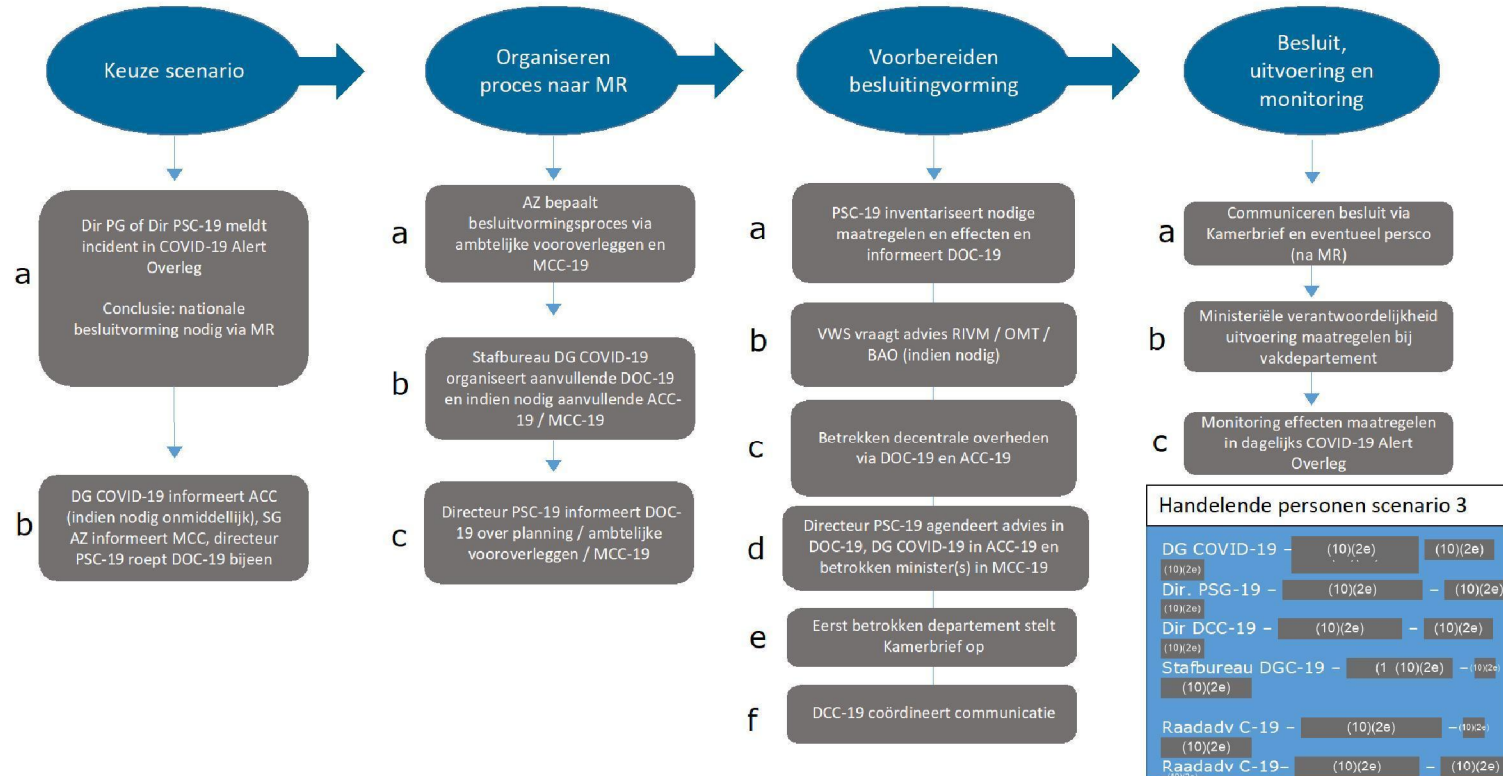 Keuze scenario
Organiseren
proces naar MR
Voorbereiden
besluitingvorming
Besluit,
uitvoering en
monitoring
a
Dir PG of Dir PSC-19 meldt
incident in COVID-19 Alert
Overleg
Conclusie: nationale
besluitvorming nodig via MR
b
DG COVID-19 informeert ACC
(indien nodig onmiddelijk), SG
AZ informeert MCC, directeur
PSC-19 roept DOC-19 bijeen
a
AZ bepaalt
besluitvormingsproces via
ambtelijke vooroverleggen en
MCC-19
b
Stafbureau DG COVID-19
organiseert aanvullende DOC-19
en indien nodig aanvullende ACC-
19 / MCC-19
c
Directeur PSC-19 informeert DOC-
19 over planning / ambtelijke
vooroverleggen / MCC-19
a
PSC-19 inventariseert nodige
maatregelen en effecten en
informeert DOC-19
b
VWS vraagt advies RIVM / OMT /
BAO (indien nodig)
c
Betrekken decentrale overheden
via DOC-19 en ACC-19
d
Directeur PSC-19 agendeert advies in
DOC-19, DG COVID-19 in ACC-19 en
betrokken minister(s) in MCC-19
e
Eerst betrokken departement stelt
Kamerbrief op
f
DCC-19 coördineert communicatie
a
Communiceren besluit via
Kamerbrief en eventueel persco
(na MR)
b
Ministeriële verantwoordelijkheid
uitvoering maatregelen bij
vakdepartement
c
Monitoring effecten maatregelen
in dagelijks COVID-19 Alert
Overleg
Handelende personen scenario 3
DG COVID-19 – (10)(2e) (10)(2e)
(10)(2e)
Dir. PSG-19 – (10)(2e) – (10)(2e)
(10)(2e)
Dir DCC-19 – (10)(2e) – (10)(2e)
(10)(2e)
Stafbureau DGC-19 – (1 (10)(2e) – (10)(2e)
(10)(2e)
Raadadv C-19 – (10)(2e) – (10)(2e)
(10)(2e)
Raadadv C-19– (10)(2e) – (10)(2e)